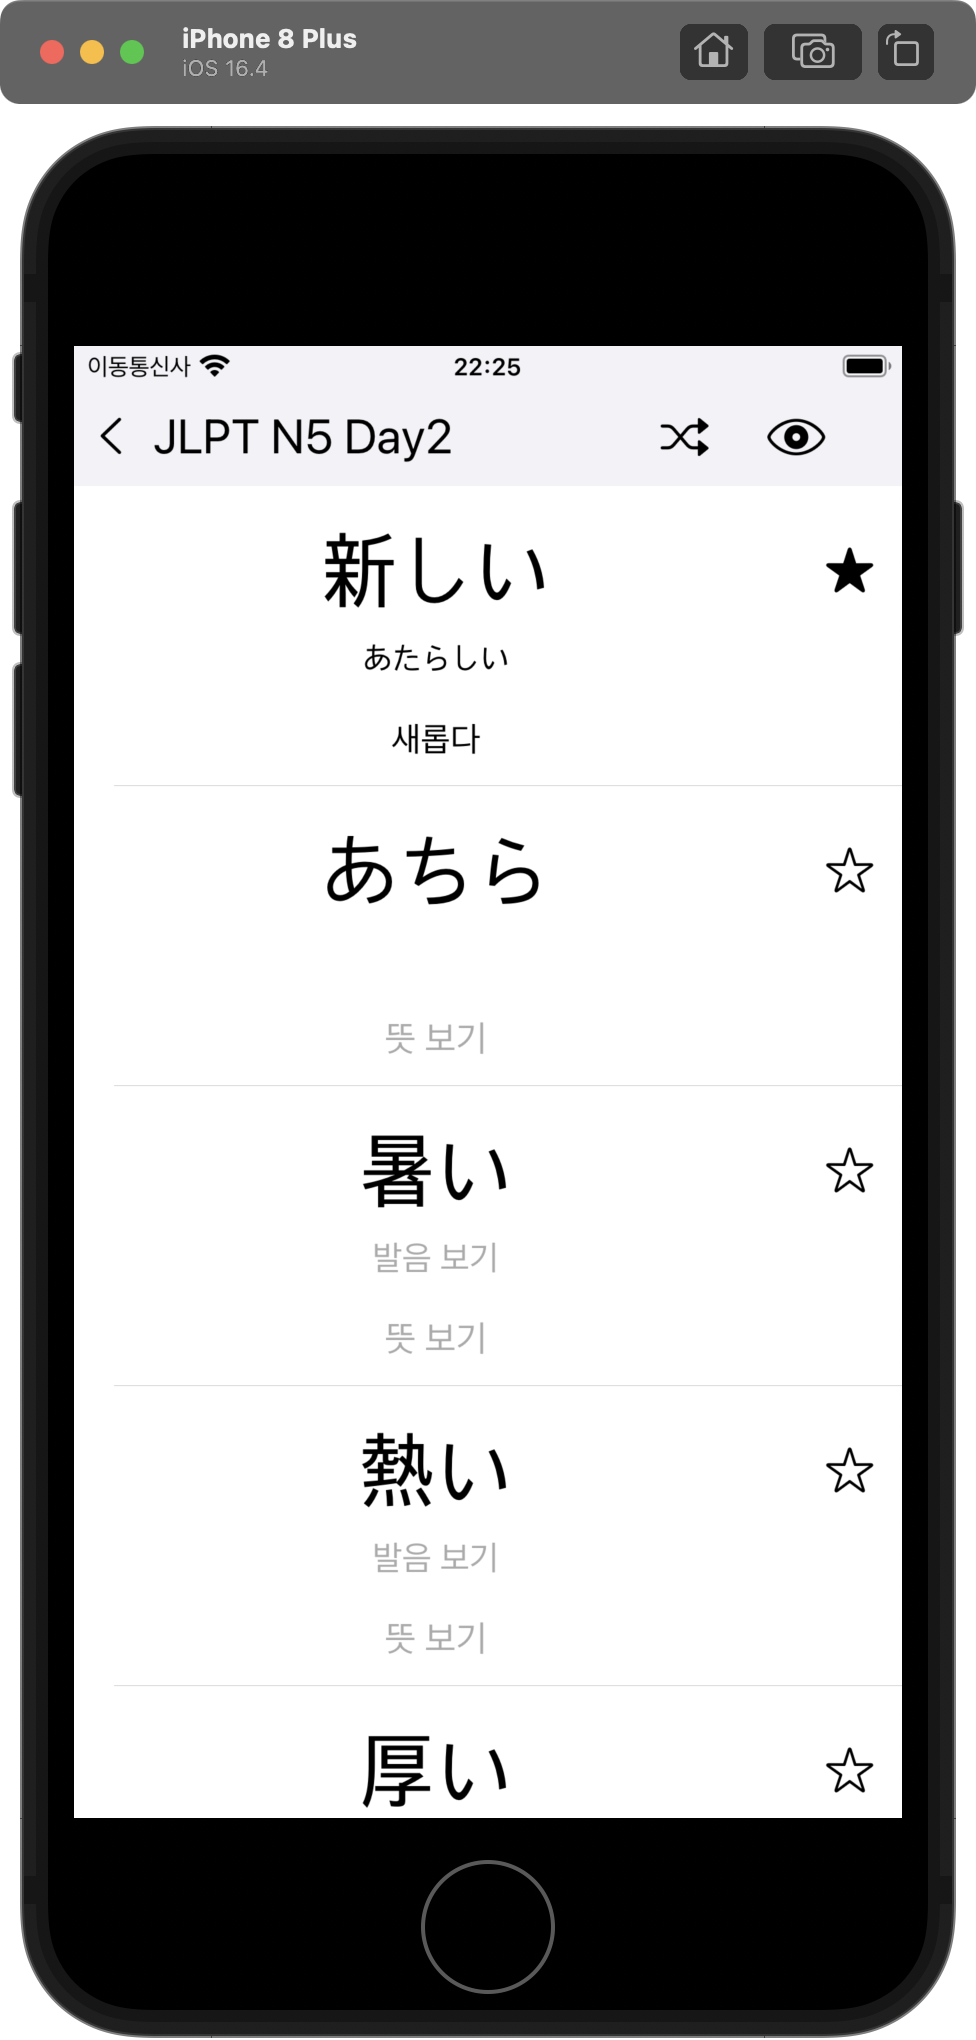 iPhone 8 Plus
iOS 16.4
이동통신사 22:25
JLPT N5 Day2
新しい
あたらしい
새롭다
あちら
뜻 보기
暑い
발음 보기
뜻 보기
熱い
발음 보기
뜻 보기
厚い